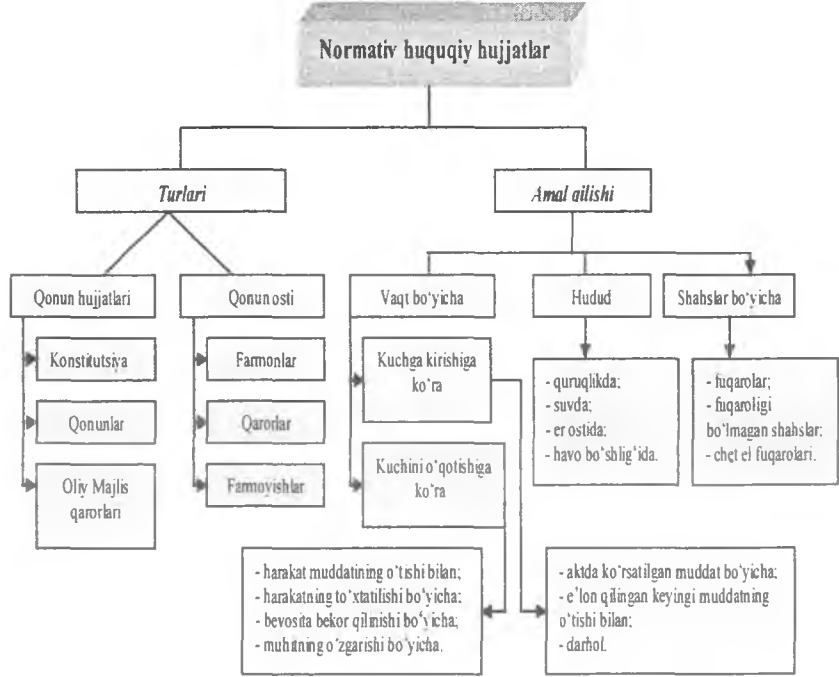 Normativ huquqiy hujjatlar
Turlari
Amal qilishi
Qonun hujjatlari
Qonun osti
Vaqt bo‘yicha
Hudud
Shahslar bo‘yicha
Konstitutsiya
Qonunlar
Oliy Majlis
qarorlari
Farmonlar
Qarorlar
Farmoyishlar
Kuchga kirishiga
ko‘ra
Kuchini o‘qotishiga
ko‘ra
- quruqlikda;
- suvda;
- er ostida;
- havo bo‘shlig‘ida.
- fuqarolar;
- fuqaroligi
bo‘lmagan shahslar;
- chet el fuqarolari.
- harakat muddatining o‘tishi bilan;
- harakatning to‘xtatilishi bo‘yicha;
- bevosita bekor qilinishi bo‘yicha;
- muhitning o‘zgarishi bo‘yicha.
- aktda ko‘rsatilgan muddat bo‘yicha;
- e’lon qilingan keyingi muddatning
o‘tishi bilan;
- darhol.